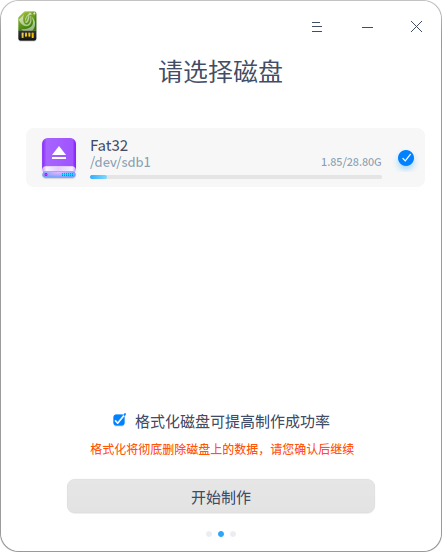 请选择磁盘
Fat32
/dev/sdb1
1.85/28.80G
格式化磁盘可提高制作成功率
格式化将彻底删除磁盘上的数据，请您确认后继续
开始制作